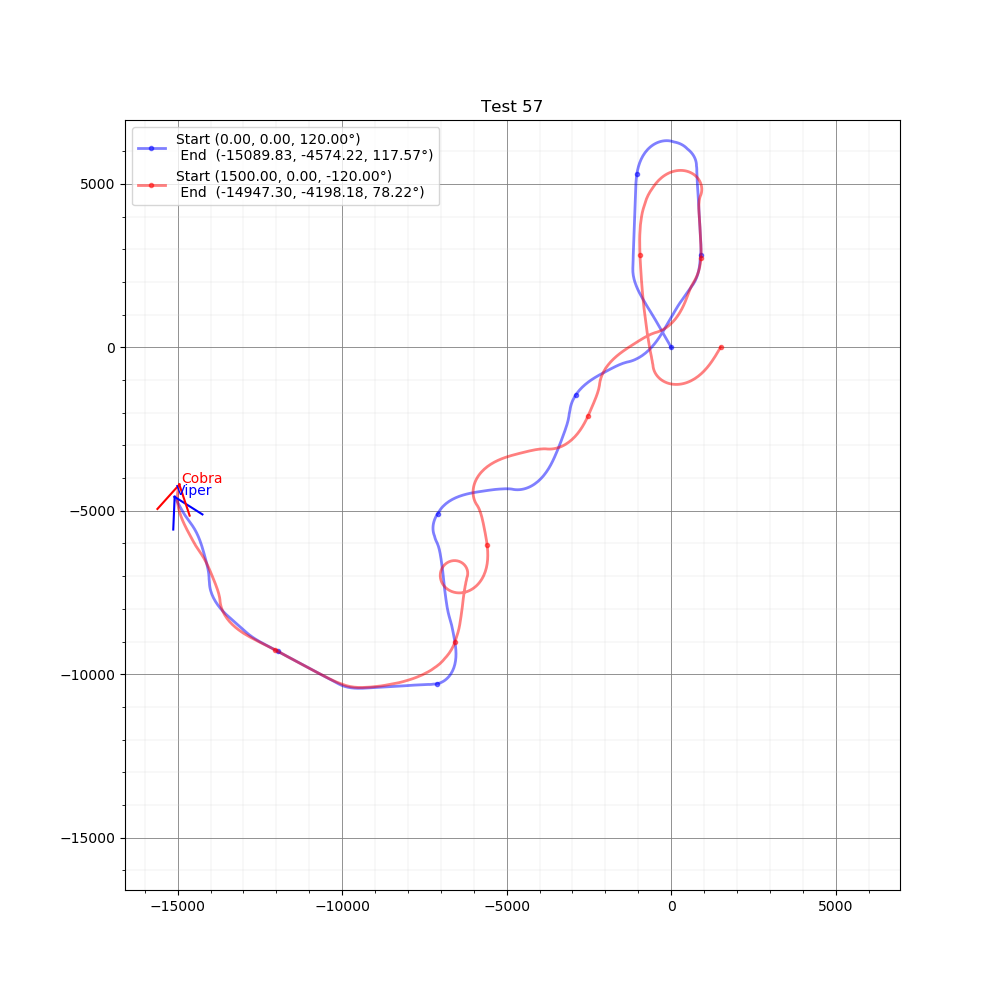 Test 57
Start (0.00, 0.00, 120.00°)
End (-15089.83, -4574.22, 117.57°)
Start (1500.00, 0.00, -120.00°)
End (-14947.30, -4198.18, 78.22°)
5000
0
−5000
−10000
−15000
Cobra
Viper
−15000
−10000
−5000
0
5000